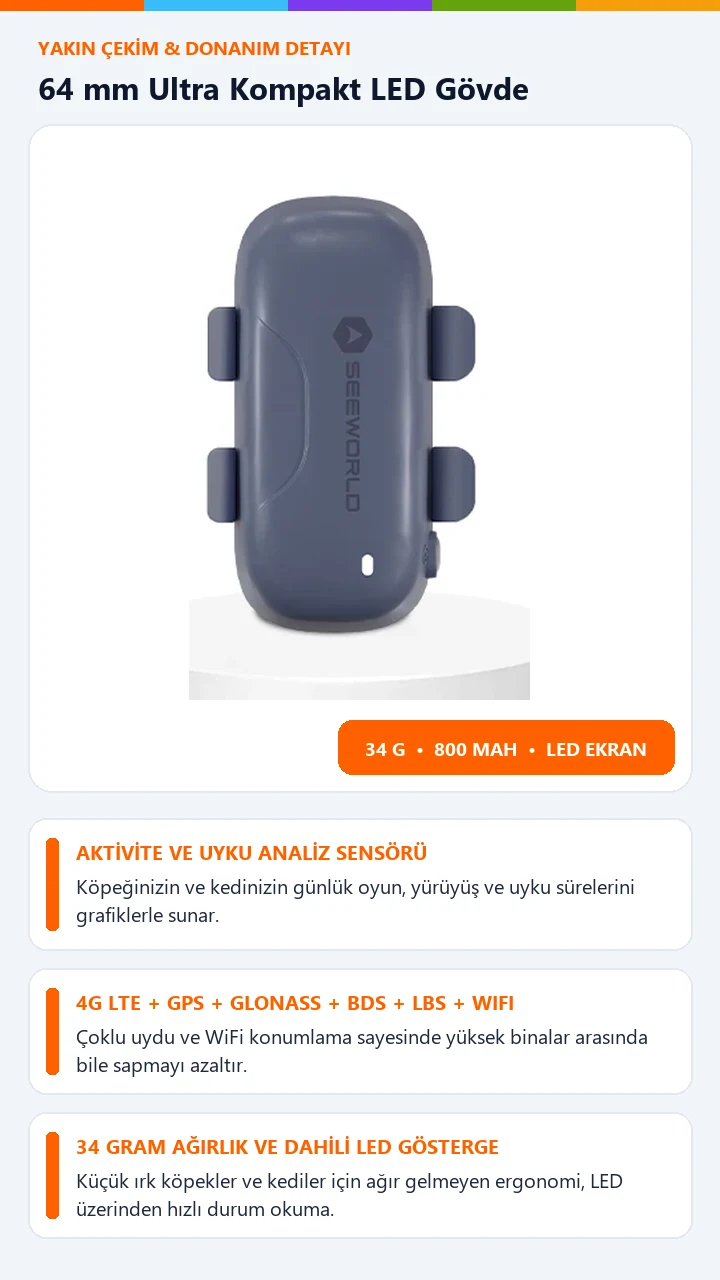 YAKIN ÇEKİM & DONANIM DETAYI
64 mm Ultra Kompakt LED Gövde
SEEWORLD
34 G • 800 MAH • LED EKRAN
AKTİVİTE VE UYKU ANALİZ SENSÖRÜ
Köpeğinizin ve kedinizin günlük oyun, yürüyüş ve uyku sürelerini
grafiklerle sunar.
4G LTE + GPS + GLONASS + BDS + LBS + WIFI
Çoklu uydu ve WiFi konumlama sayesinde yüksek binalar arasında
bile sapmayı azaltır.
34 GRAM AĞIRLIK VE DAHİLİ LED GÖSTERGE
Küçük ırk köpekler ve kediler için ağır gelmeyen ergonomi, LED
üzerinden hızlı durum okuma.